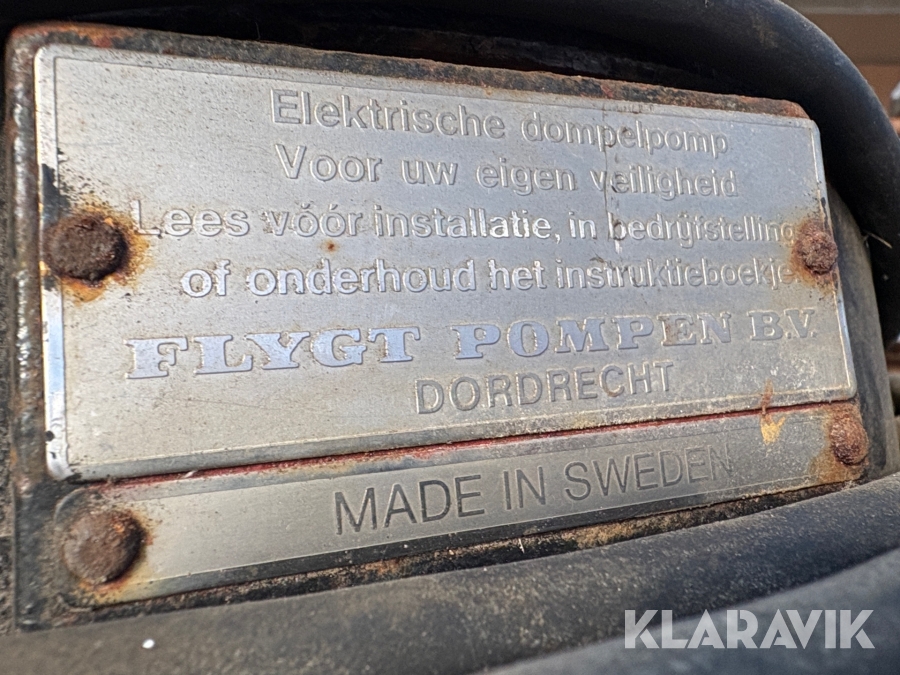 Elektrische dompelpomp
Voor uw eigen veiligheid
Lees vóór installatie, in bedrijfstelling
of onderhoud het instruktieboekje
FLYGT POMPEN B.V.
DORDRECHT
MADE IN SWEDEN
KLARAVIK